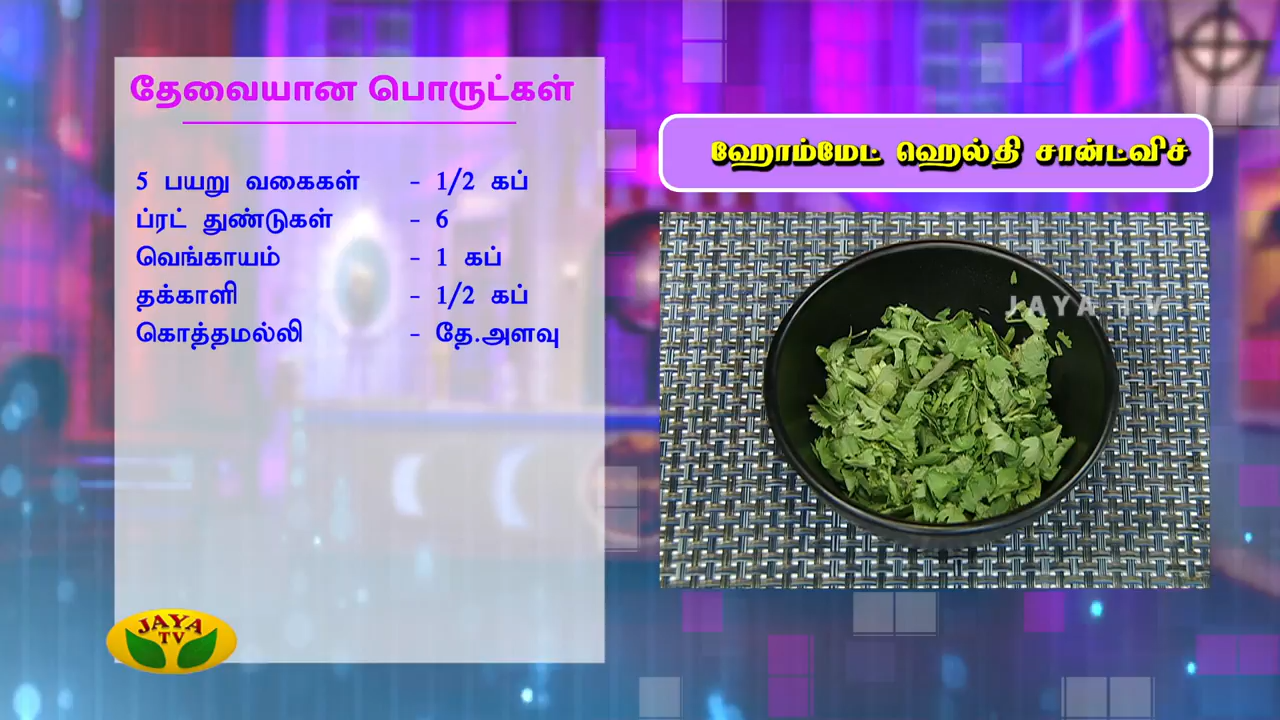 தேவையான பொருட்கள்
5 பயறு வகைகள் - 1/2 கப்
ப்ரட் துண்டுகள் - 6
வெங்காயம் - 1 கப்
தக்காளி - 1/2 கப்
கொத்தமல்லி - தே.அளவு
ஹோம்மேட் ஹெல்தி சான்ட்விச்
JAYA TV
JAYA
TV